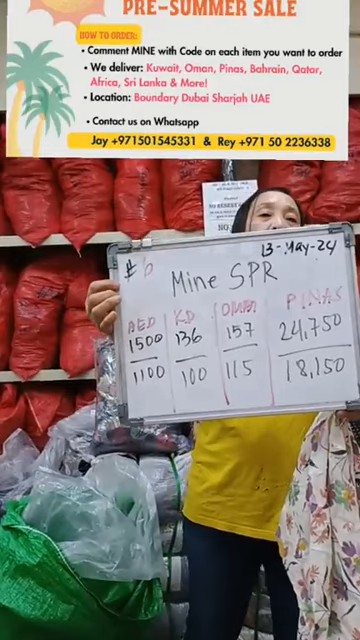 PRE-SUMMER SALE
HOW TO ORDER:
• Comment MINE with Code on each item you want to order
• We deliver: Kuwait, Oman, Pinas, Bahrain, Qatar,
Africa, Sri Lanka & More!
• Location: Boundary Dubai Sharjah UAE
• Contact us on Whatsapp
Jay +971501545331 & Rey +971 50 2236338
NO RESERV
13-May-24
#6
Mine SPR
AED KD OMAN PINAS
1500 136 157 24,750
1100 100 115 18,150